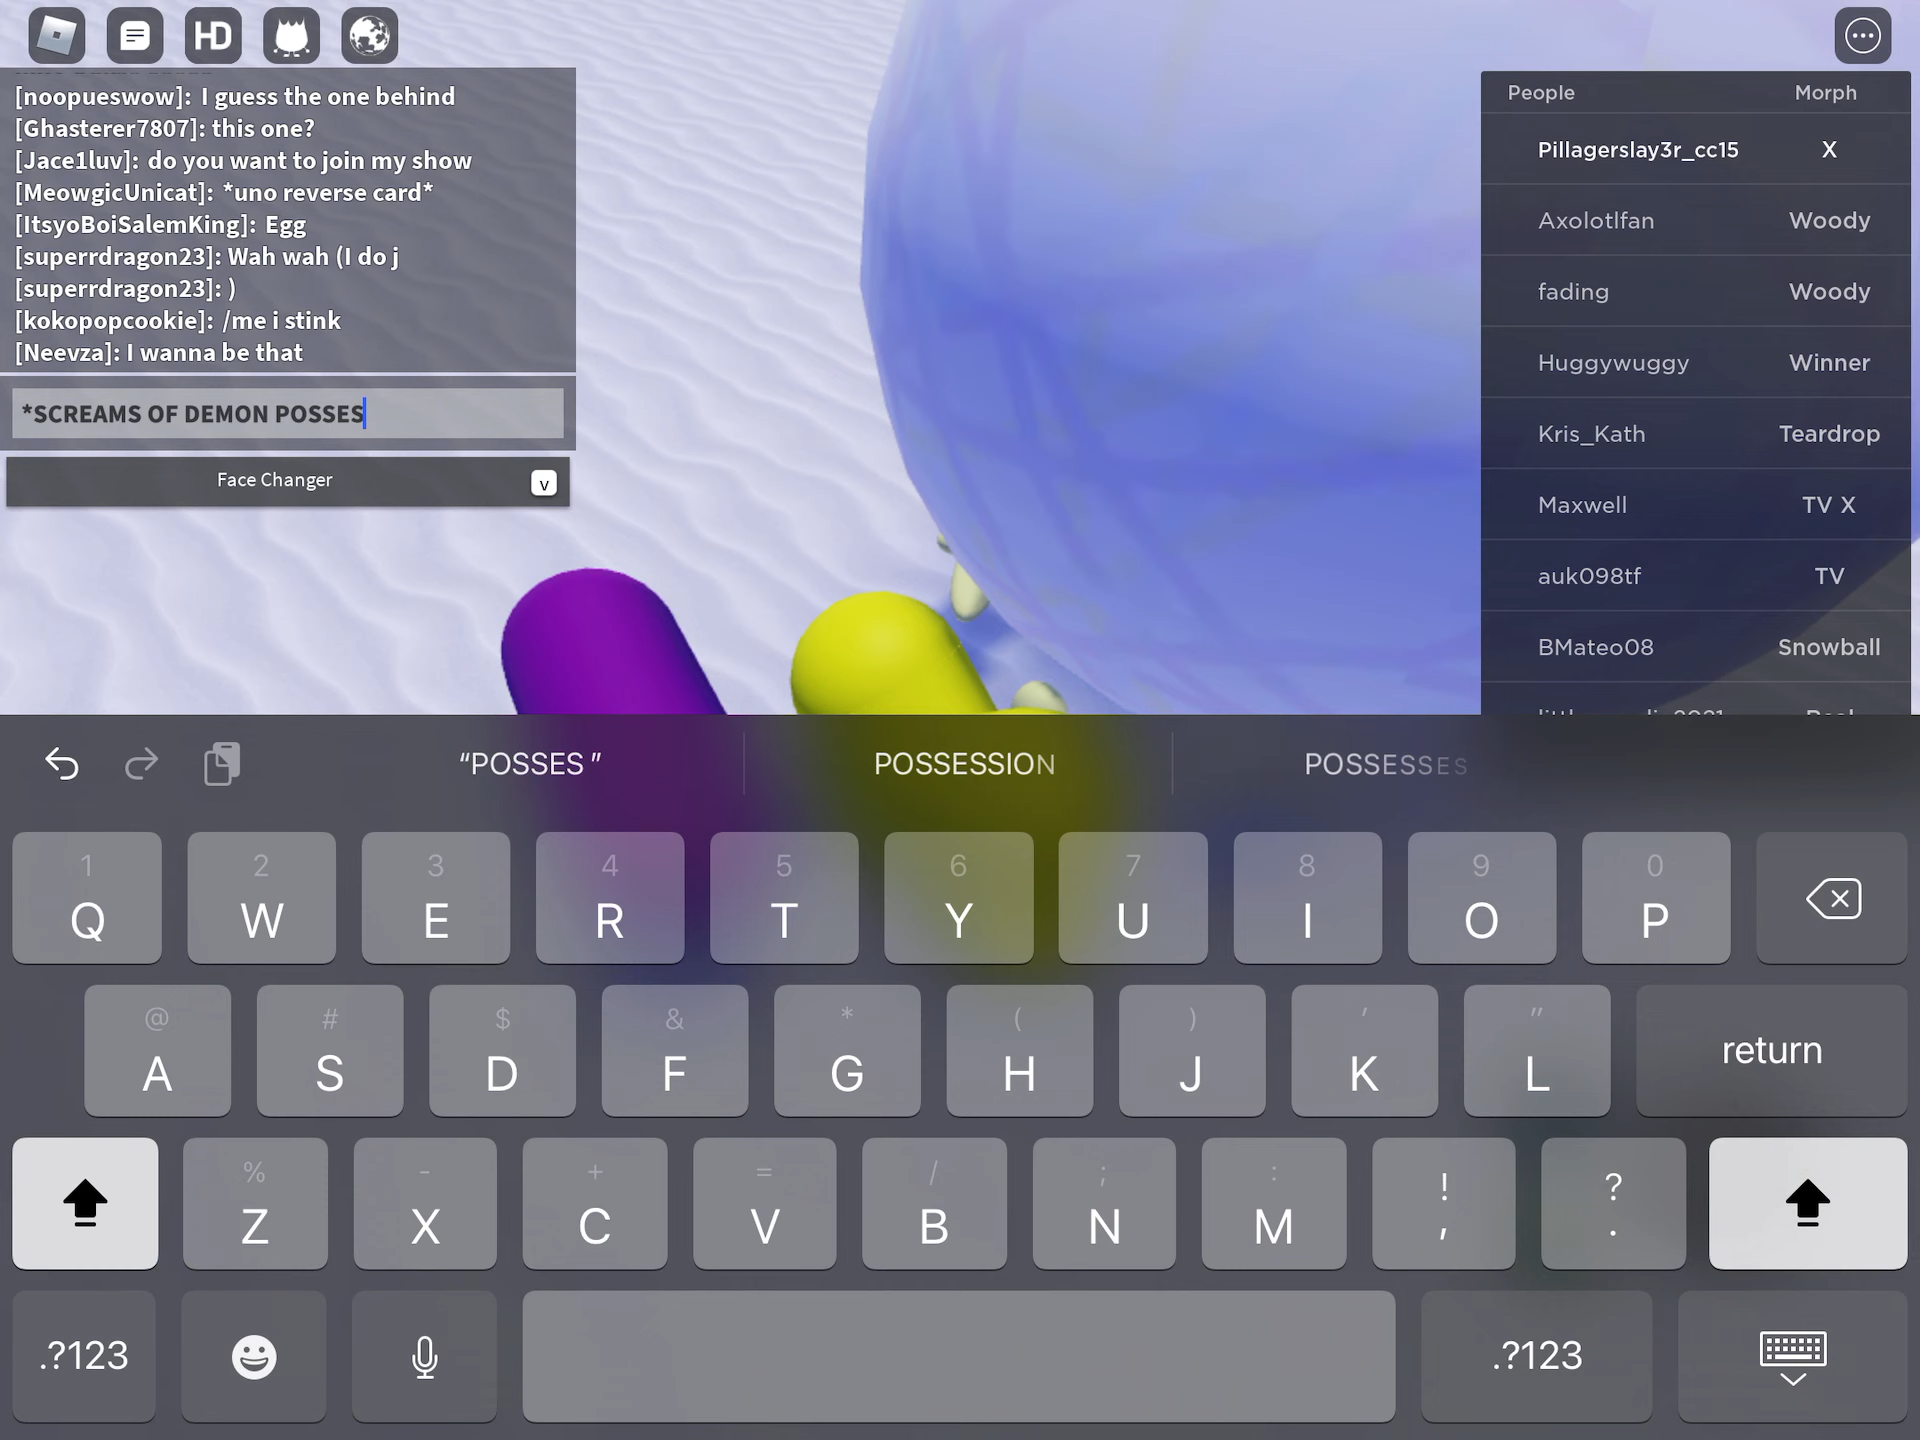 HD
[noopueswow]: I guess the one behind
[Ghasterer7807]: this one?
[Jace1luv]: do you want to join my show
[MeowgicUnicat]: *uno reverse card*
[ItsyoBoiSalemKing]: Egg
[superrdragon23]: Wah wah (I do j
[superrdragon23]: )
[kokopopcookie]: /me i stink
[Neevza]: I wanna be that
*SCREAMS OF DEMON POSSES
Face Changer v
People Morph
Pillagerslay3r_cc15 X
Axolotlfan Woody
fading Woody
Huggywuggy Winner
Kris_Kath Teardrop
Maxwell TV X
auk098tf TV
BMateo08 Snowball
“POSSES” POSSESSION POSSESSES
1 2 3 4 5 6 7 8 9 0
Q W E R T Y U I O P
@ # $ & * ( ) ' "
A S D F G H J K L return
% - + = / ; : ! ?
Z X C V B N M , .
.?123 .?123